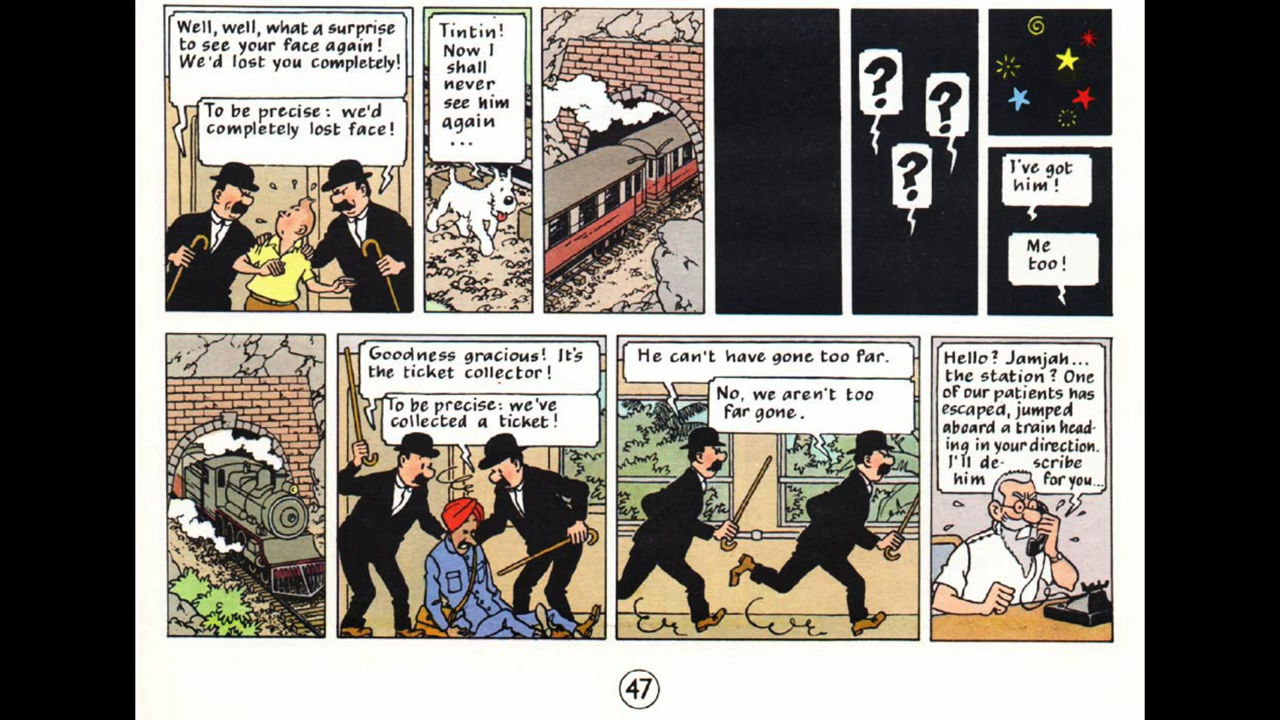 Well, well, what a surprise
to see your face again!
We'd lost you completely!
To be precise: we'd
completely lost face!
Tintin!
Now I
shall
never
see him
again
...
?
?
?
I've got
him!
Me
too!
Goodness gracious! It's
the ticket collector!
To be precise: we've
collected a ticket!
He can't have gone too far.
No, we aren't too
far gone.
Hello? Jamjah...
the station? One
of our patients has
escaped, jumped
aboard a train head-
ing in your direction.
I'll de- scribe
him for you...
47